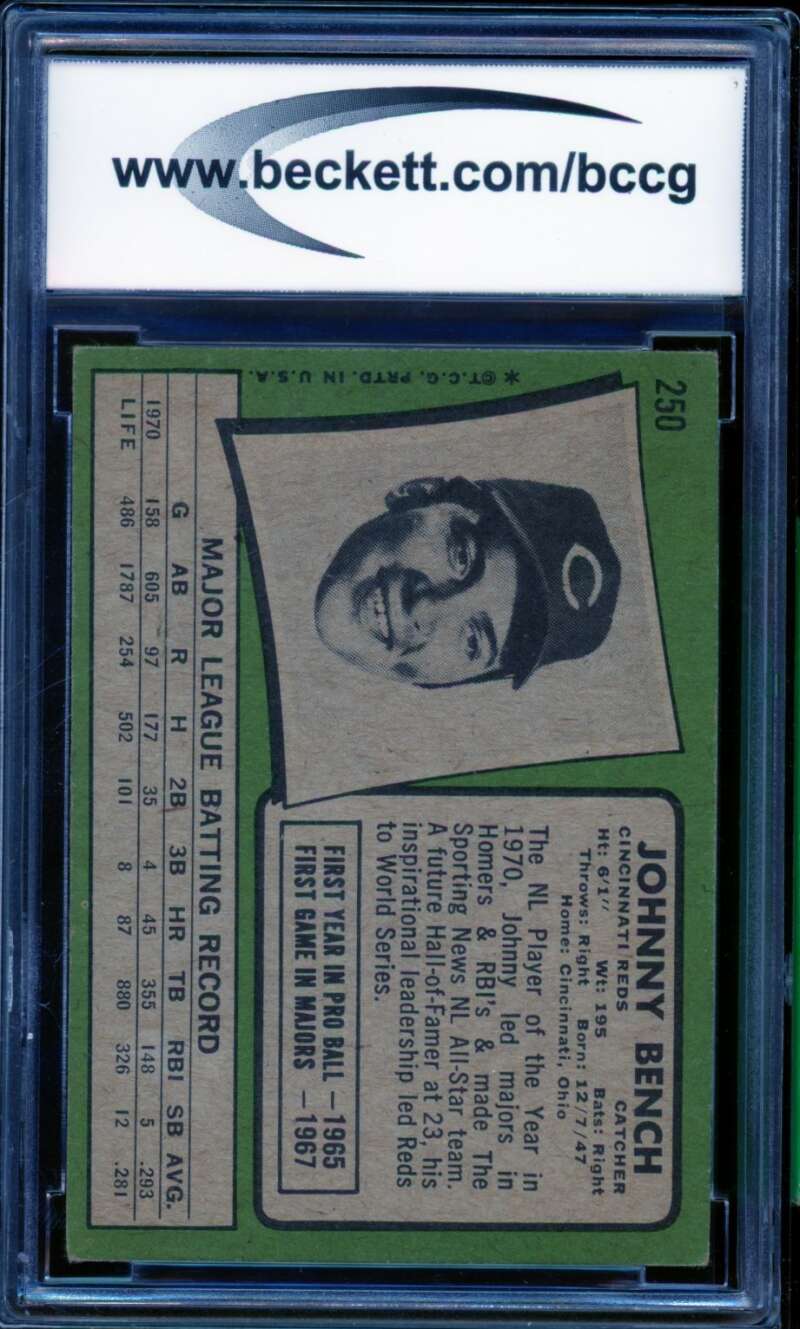 www.beckett.com/bccg
250
* ©T.C.G. PRTD. IN U.S.A.
JOHNNY BENCH
CINCINNATI REDS CATCHER
Ht: 6'1" Wt: 195 Bats: Right
Throws: Right Born: 12/7/47
Home: Cincinnati, Ohio
The NL Player of the Year in
1970, Johnny led majors in
Homers & RBI's & made The
Sporting News NL All-Star team.
A future Hall-of-Famer at 23, his
inspirational leadership led Reds
to World Series.
FIRST YEAR IN PRO BALL – 1965
FIRST GAME IN MAJORS – 1967
MAJOR LEAGUE BATTING RECORD
G AB R H 2B 3B HR TB RBI SB AVG.
1970 158 605 97 177 35 4 45 355 148 5 .293
LIFE 486 1787 254 502 101 8 87 880 326 12 .281
C